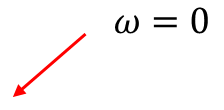 ω = 0